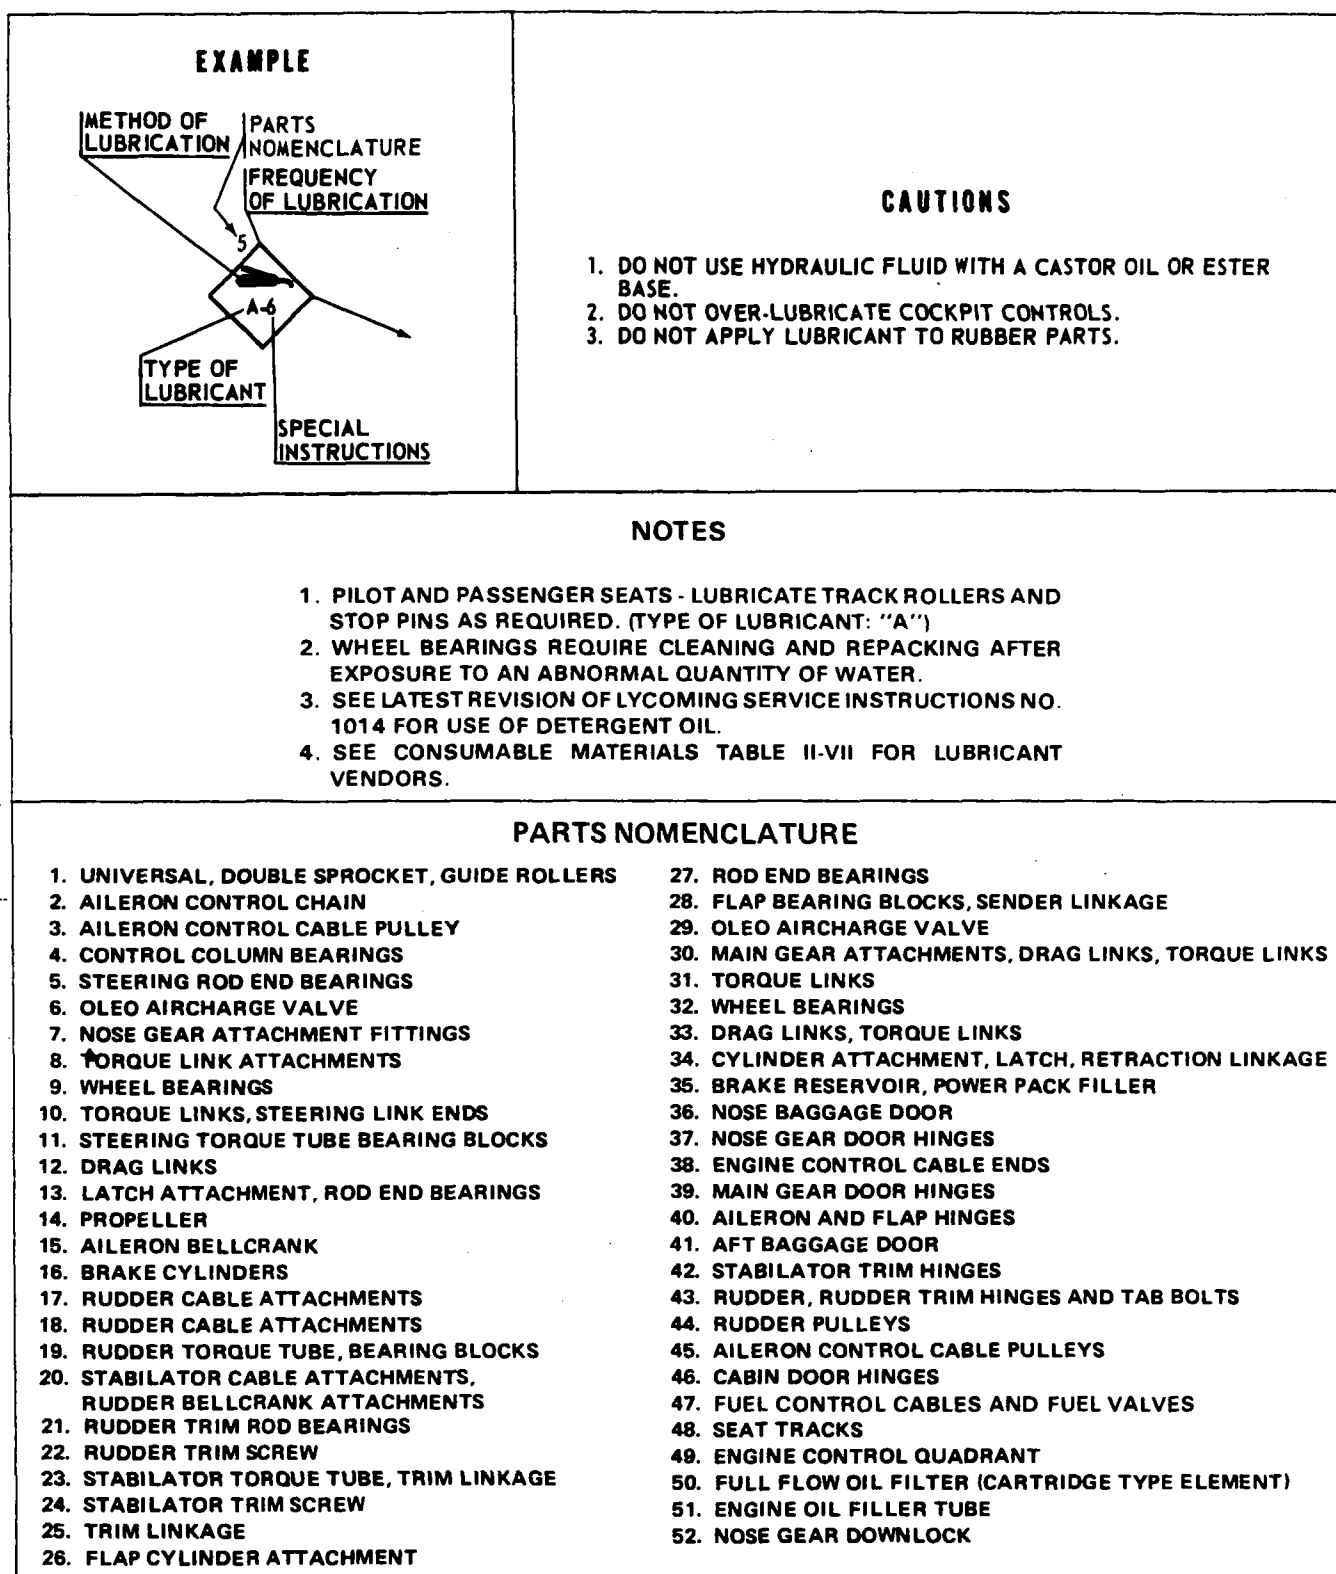 EXAMPLE
METHOD OF
LUBRICATION
PARTS
NOMENCLATURE
FREQUENCY
OF LUBRICATION
5
A-6
TYPE OF
LUBRICANT
SPECIAL
INSTRUCTIONS
CAUTIONS
1. DO NOT USE HYDRAULIC FLUID WITH A CASTOR OIL OR ESTER
BASE.
2. DO NOT OVER-LUBRICATE COCKPIT CONTROLS.
3. DO NOT APPLY LUBRICANT TO RUBBER PARTS.
NOTES
1. PILOT AND PASSENGER SEATS - LUBRICATE TRACK ROLLERS AND
STOP PINS AS REQUIRED. (TYPE OF LUBRICANT: "A")
2. WHEEL BEARINGS REQUIRE CLEANING AND REPACKING AFTER
EXPOSURE TO AN ABNORMAL QUANTITY OF WATER.
3. SEE LATEST REVISION OF LYCOMING SERVICE INSTRUCTIONS NO.
1014 FOR USE OF DETERGENT OIL.
4. SEE CONSUMABLE MATERIALS TABLE II-VII FOR LUBRICANT
VENDORS.
PARTS NOMENCLATURE
1. UNIVERSAL, DOUBLE SPROCKET, GUIDE ROLLERS
2. AILERON CONTROL CHAIN
3. AILERON CONTROL CABLE PULLEY
4. CONTROL COLUMN BEARINGS
5. STEERING ROD END BEARINGS
6. OLEO AIRCHARGE VALVE
7. NOSE GEAR ATTACHMENT FITTINGS
8. TORQUE LINK ATTACHMENTS
9. WHEEL BEARINGS
10. TORQUE LINKS, STEERING LINK ENDS
11. STEERING TORQUE TUBE BEARING BLOCKS
12. DRAG LINKS
13. LATCH ATTACHMENT, ROD END BEARINGS
14. PROPELLER
15. AILERON BELLCRANK
16. BRAKE CYLINDERS
17. RUDDER CABLE ATTACHMENTS
18. RUDDER CABLE ATTACHMENTS
19. RUDDER TORQUE TUBE, BEARING BLOCKS
20. STABILATOR CABLE ATTACHMENTS,
RUDDER BELLCRANK ATTACHMENTS
21. RUDDER TRIM ROD BEARINGS
22. RUDDER TRIM SCREW
23. STABILATOR TORQUE TUBE, TRIM LINKAGE
24. STABILATOR TRIM SCREW
25. TRIM LINKAGE
26. FLAP CYLINDER ATTACHMENT
27. ROD END BEARINGS
28. FLAP BEARING BLOCKS, SENDER LINKAGE
29. OLEO AIRCHARGE VALVE
30. MAIN GEAR ATTACHMENTS, DRAG LINKS, TORQUE LINKS
31. TORQUE LINKS
32. WHEEL BEARINGS
33. DRAG LINKS, TORQUE LINKS
34. CYLINDER ATTACHMENT, LATCH, RETRACTION LINKAGE
35. BRAKE RESERVOIR, POWER PACK FILLER
36. NOSE BAGGAGE DOOR
37. NOSE GEAR DOOR HINGES
38. ENGINE CONTROL CABLE ENDS
39. MAIN GEAR DOOR HINGES
40. AILERON AND FLAP HINGES
41. AFT BAGGAGE DOOR
42. STABILATOR TRIM HINGES
43. RUDDER, RUDDER TRIM HINGES AND TAB BOLTS
44. RUDDER PULLEYS
45. AILERON CONTROL CABLE PULLEYS
46. CABIN DOOR HINGES
47. FUEL CONTROL CABLES AND FUEL VALVES
48. SEAT TRACKS
49. ENGINE CONTROL QUADRANT
50. FULL FLOW OIL FILTER (CARTRIDGE TYPE ELEMENT)
51. ENGINE OIL FILLER TUBE
52. NOSE GEAR DOWNLOCK